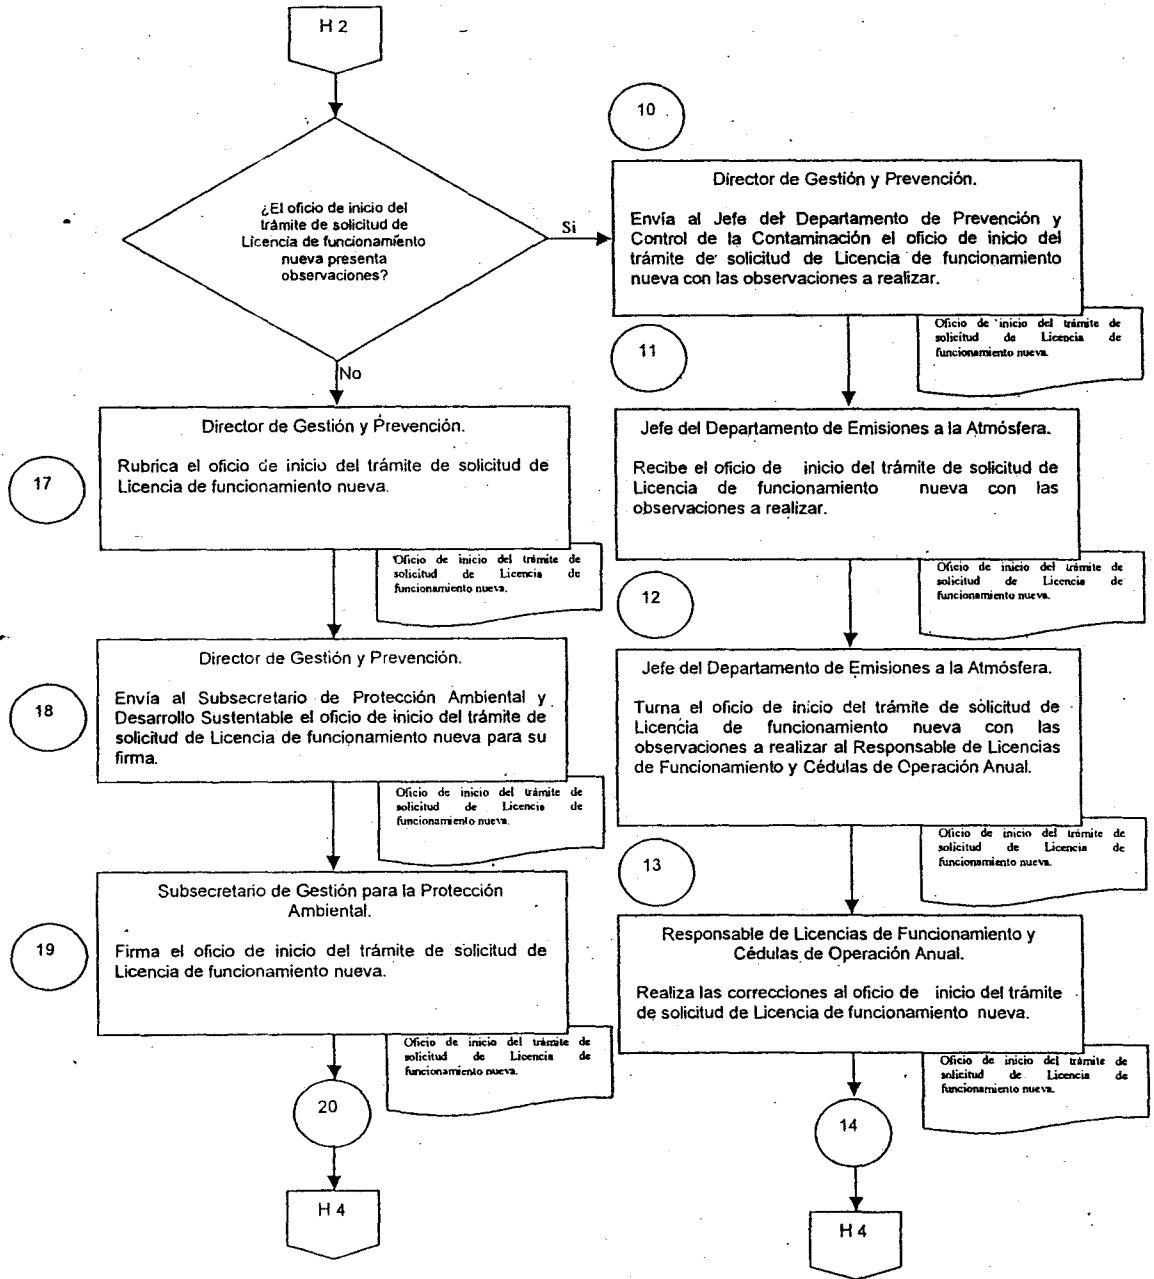 H 2
¿El oficio de inicio del
trámite de solicitud de
Licencia de funcionamiento
nueva presenta
observaciones?
Si
No
10
Director de Gestión y Prevención.
Envía al Jefe del Departamento de Prevención y
Control de la Contaminación el oficio de inicio del
trámite de solicitud de Licencia de funcionamiento
nueva con las observaciones a realizar.
Oficio de inicio del trámite de
solicitud de Licencia de
funcionamiento nueva.
11
Jefe del Departamento de Emisiones a la Atmósfera.
Recibe el oficio de inicio del trámite de solicitud de
Licencia de funcionamiento nueva con las
observaciones a realizar.
Oficio de inicio del trámite de
solicitud de Licencia de
funcionamiento nueva.
12
Jefe del Departamento de Emisiones a la Atmósfera.
Turna el oficio de inicio del trámite de solicitud de
Licencia de funcionamiento nueva con las
observaciones a realizar al Responsable de Licencias
de Funcionamiento y Cédulas de Operación Anual.
Oficio de inicio del trámite de
solicitud de Licencia de
funcionamiento nueva.
13
Responsable de Licencias de Funcionamiento y
Cédulas de Operación Anual.
Realiza las correcciones al oficio de inicio del trámite
de solicitud de Licencia de funcionamiento nueva.
Oficio de inicio del trámite de
solicitud de Licencia de
funcionamiento nueva.
14
H 4
17
Director de Gestión y Prevención.
Rubrica el oficio de inicio del trámite de solicitud de
Licencia de funcionamiento nueva.
Oficio de inicio del trámite de
solicitud de Licencia de
funcionamiento nueva.
18
Director de Gestión y Prevención.
Envía al Subsecretario de Protección Ambiental y
Desarrollo Sustentable el oficio de inicio del trámite de
solicitud de Licencia de funcionamiento nueva para su
firma.
Oficio de inicio del trámite de
solicitud de Licencia de
funcionamiento nueva.
19
Subsecretario de Gestión para la Protección
Ambiental.
Firma el oficio de inicio del trámite de solicitud de
Licencia de funcionamiento nueva.
Oficio de inicio del trámite de
solicitud de Licencia de
funcionamiento nueva.
20
H 4